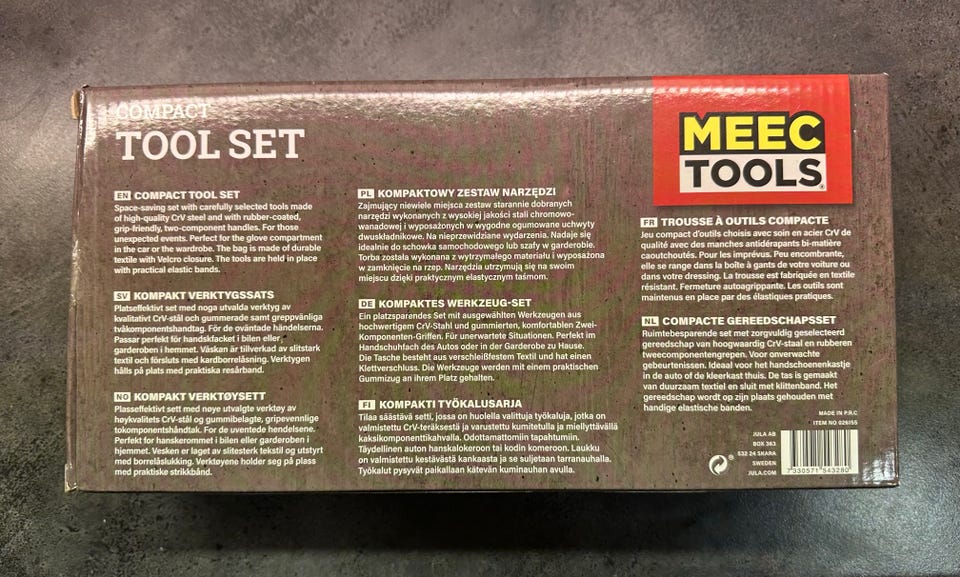 COMPACT
TOOL SET
EN COMPACT TOOL SET
Space-saving set with carefully selected tools made
of high-quality CrV steel and with rubber-coated,
grip-friendly, two-component handles. For those
unexpected events. Perfect for the glove compartment
in the car or the wardrobe. The bag is made of durable
textile with Velcro closure. The tools are held in place
with practical elastic bands.
SV KOMPAKT VERKTYGSSATS
Platseffektivt set med noga utvalda verktyg av
kvalitativt CrV-stål och gummerade samt greppvänliga
tvåkomponentshandtag. För de oväntade händelserna.
Passar perfekt för handskfacket i bilen eller
garderoben i hemmet. Väskan är tillverkad av slitstark
textil och försluts med kardborrelåsning. Verktygen
hålls på plats med praktiska resårband.
NO KOMPAKT VERKTØYSETT
Plasseffektivt sett med nøye utvalgte verktøy av
høykvalitets CrV-stål og gummibelagte, gripevennlige
tokomponentshåndtak. For de uventede hendelsene.
Perfekt for hanskerommet i bilen eller garderoben i
hjemmet. Vesken er laget av slitesterk tekstil og utstyrt
med borrelåslukking. Verktøyene holder seg på plass
med praktiske strikkbånd.
PL KOMPAKTOWY ZESTAW NARZĘDZI
Zajmujący niewiele miejsca zestaw starannie dobranych
narzędzi wykonanych z wysokiej jakości stali chromowo-
wanadowej i wyposażonych w wygodne ogumowane uchwyty
dwuskładnikowe. Na nieprzewidziane wydarzenia. Nadaje się
idealnie do schowka samochodowego lub szafy w garderobie.
Torba została wykonana z wytrzymałego materiału i wyposażona
w zamknięcie na rzep. Narzędzia utrzymują się na swoim
miejscu dzięki praktycznym elastycznym taśmom.
DE KOMPAKTES WERKZEUG-SET
Ein platzsparendes Set mit ausgewählten Werkzeugen aus
hochwertigem CrV-Stahl und gummierten, komfortablen Zwei-
Komponenten-Griffen. Für unerwartete Situationen. Perfekt im
Handschuhfach des Autos oder in der Garderobe zu Hause.
Die Tasche besteht aus verschleißfestem Textil und hat einen
Klettverschluss. Die Werkzeuge werden mit einem praktischen
Gummizug an ihrem Platz gehalten.
FI KOMPAKTI TYÖKALUSARJA
Tilaa säästävä setti, jossa on huolella valittuja työkaluja, jotka on
valmistettu CrV-teräksestä ja varustettu kumitetulla ja miellyttävällä
kaksikomponenttikahvalla. Odottamattomiin tapahtumiin.
Täydellinen auton hanskalokeroon tai kodin komeroon. Laukku
on valmistettu kestävästä kankaasta ja se suljetaan tarranauhalla.
Työkalut pysyvät paikallaan kätevän kuminauhan avulla.
MEEC
TOOLS®
FR TROUSSE À OUTILS COMPACTE
Jeu compact d'outils choisis avec soin en acier CrV de
qualité avec des manches antidérapants bi-matière
caoutchoutés. Pour les imprévus. Peu encombrante,
elle se range dans la boîte à gants de votre voiture ou
dans votre dressing. La trousse est fabriquée en textile
résistant. Fermeture autoagrippante. Les outils sont
maintenus en place par des élastiques pratiques.
NL COMPACTE GEREEDSCHAPSSET
Ruimtebesparende set met zorgvuldig geselecteerd
gereedschap van hoogwaardig CrV-staal en rubberen
tweecomponentengrepen. Voor onverwachte
gebeurtenissen. Ideaal voor het handschoenenkastje
in de auto of de kleerkast thuis. De tas is gemaakt
van duurzaam textiel en sluit met klittenband. Het
gereedschap wordt op zijn plaats gehouden met
handige elastische banden.
MADE IN P.R.C
ITEM NO 026155
JULA AB
BOX 363
532 24 SKARA
SWEDEN
JULA.COM
7 330571 543280